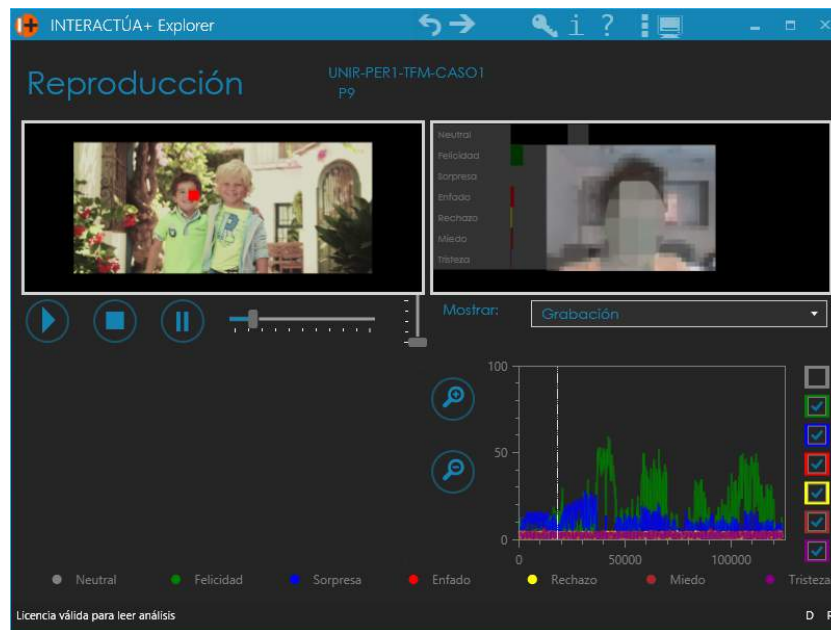 INTERACTÚA+ Explorer
Reproducción
UNIR-PER1-TFM-CASO1
P9
Neutral
Felicidad
Sorpresa
Enfado
Rechazo
Miedo
Tristeza
Mostrar:
Grabación
100
50
0
0
50000
100000
Neutral
Felicidad
Sorpresa
Enfado
Rechazo
Miedo
Tristeza
Licencia válida para leer análisis
D